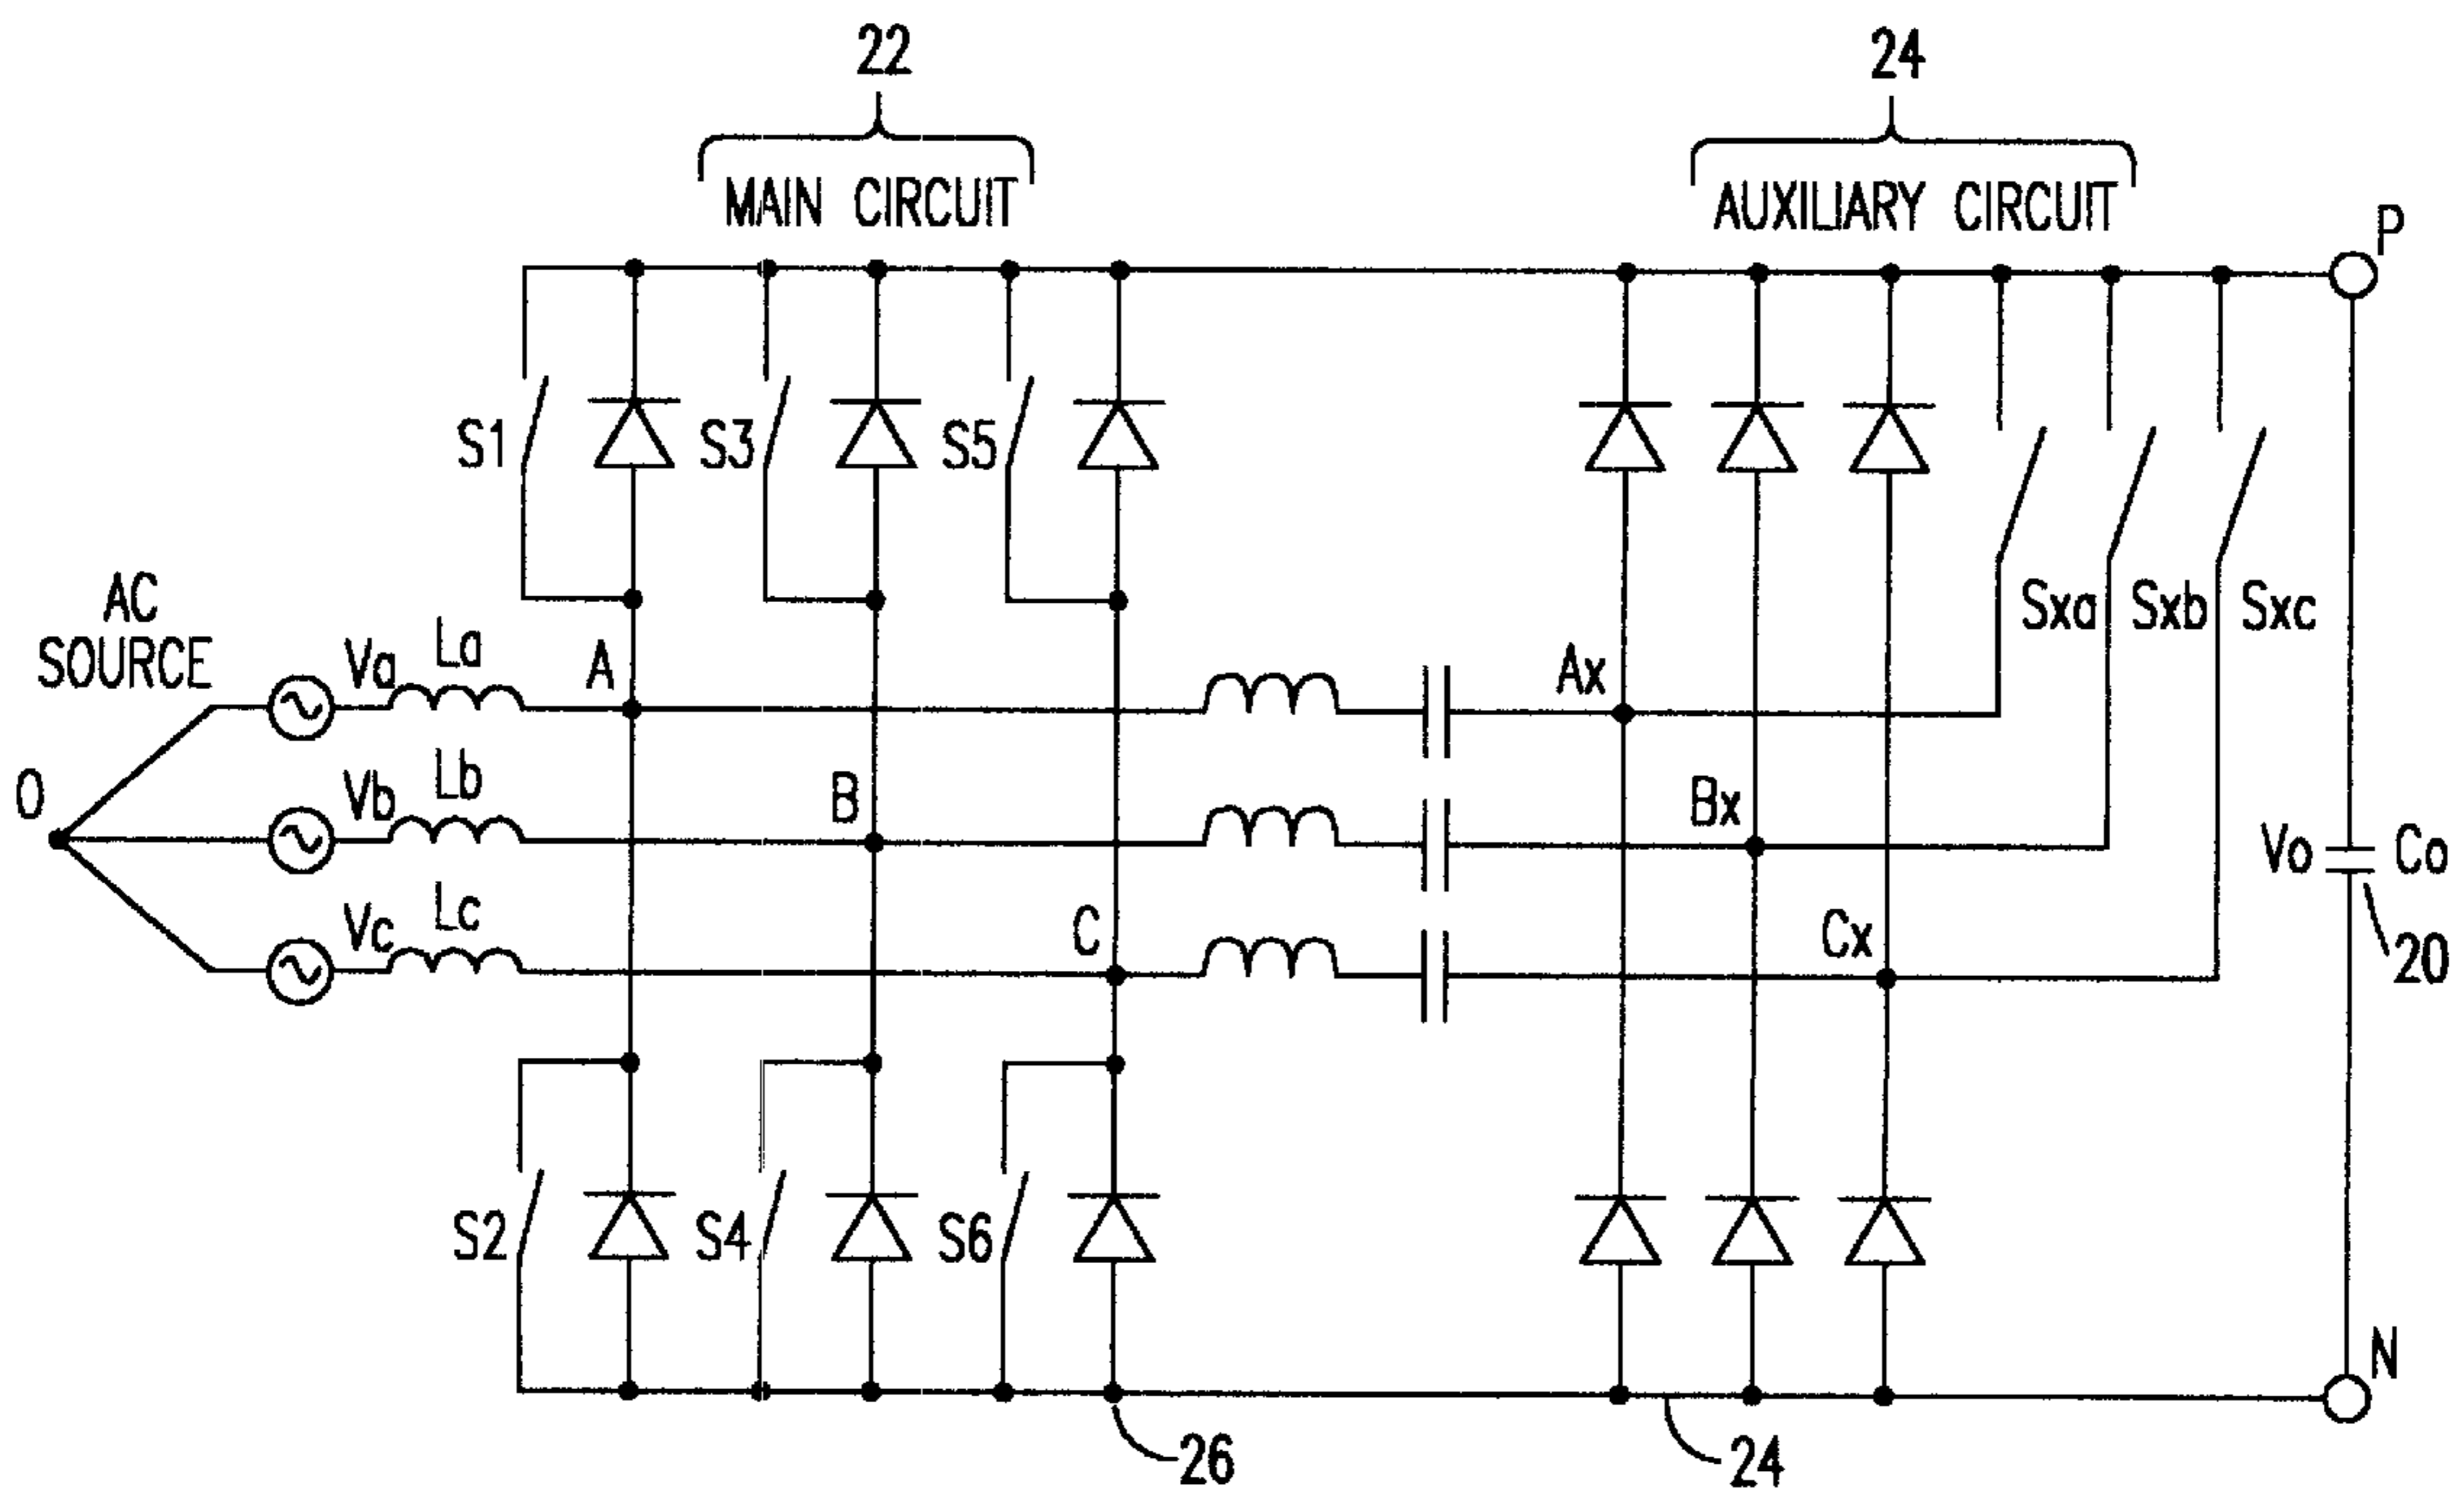 22
24
MAIN CIRCUIT
AUXILIARY CIRCUIT
P
S1
S3
S5
Sxa
Sxb
Sxc
AC
SOURCE
Va
La
A
Ax
O
Vb
Lb
B
Bx
Vo
Co
Vc
Lc
C
Cx
20
S2
S4
S6
N
26
24